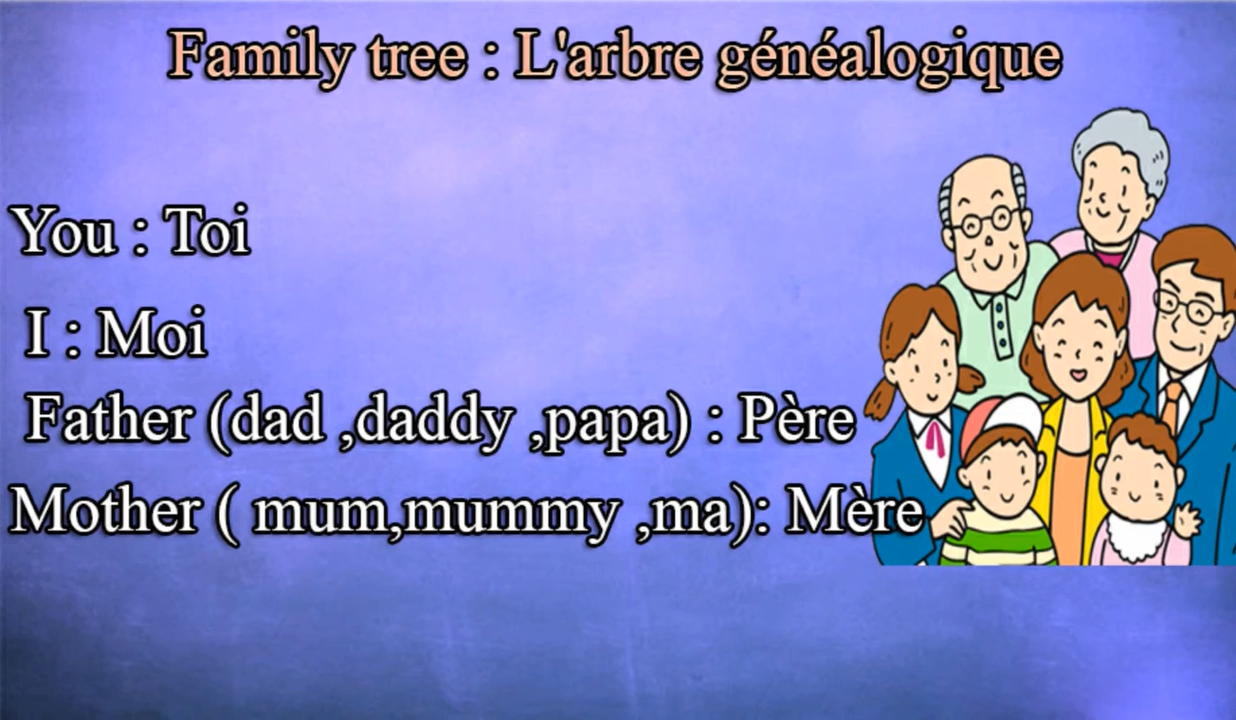 Family tree : L'arbre généalogique
You : Toi
I : Moi
Father (dad ,daddy ,papa) : Père
Mother ( mum,mummy ,ma): Mère